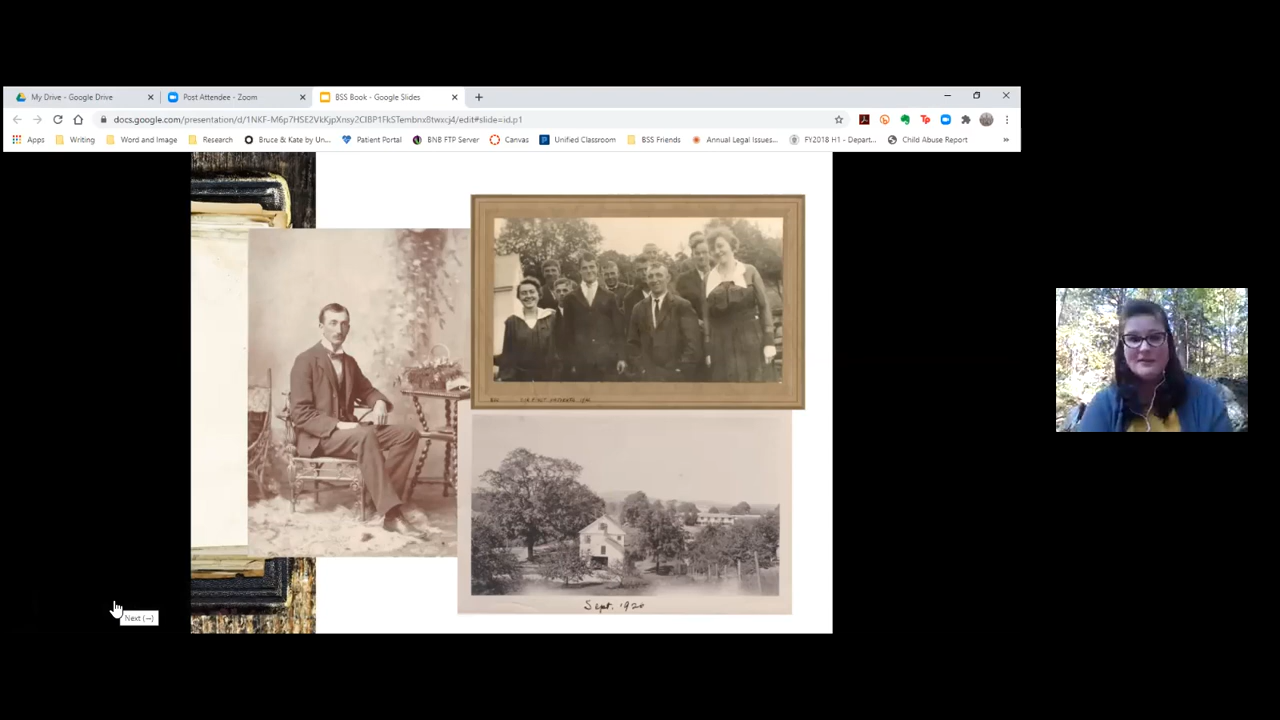 My Drive - Google Drive
Post Attendee - Zoom
BSS Book - Google Slides
docs.google.com/presentation/d/1NKF-M6p7HSE2VkKjpXnsy2CIBP1FkSTembnx8twxcj4/edit#slide=id.p1
Apps
Writing
Word and Image
Research
Bruce & Kate by Un...
Patient Portal
BNB FTP Server
Canvas
Unified Classroom
BSS Friends
Annual Legal Issues...
FY2018 H1 - Depart...
Child Abuse Report
Sept. 1920
Next (→)